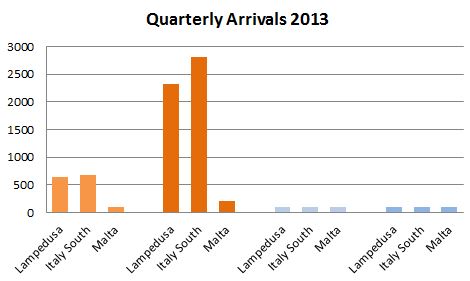 Quarterly Arrivals 2013
3000
2500
2000
1500
1000
500
0
Lampedusa
Italy South
Malta
Lampedusa
Italy South
Malta
Lampedusa
Italy South
Malta
Lampedusa
Italy South
Malta